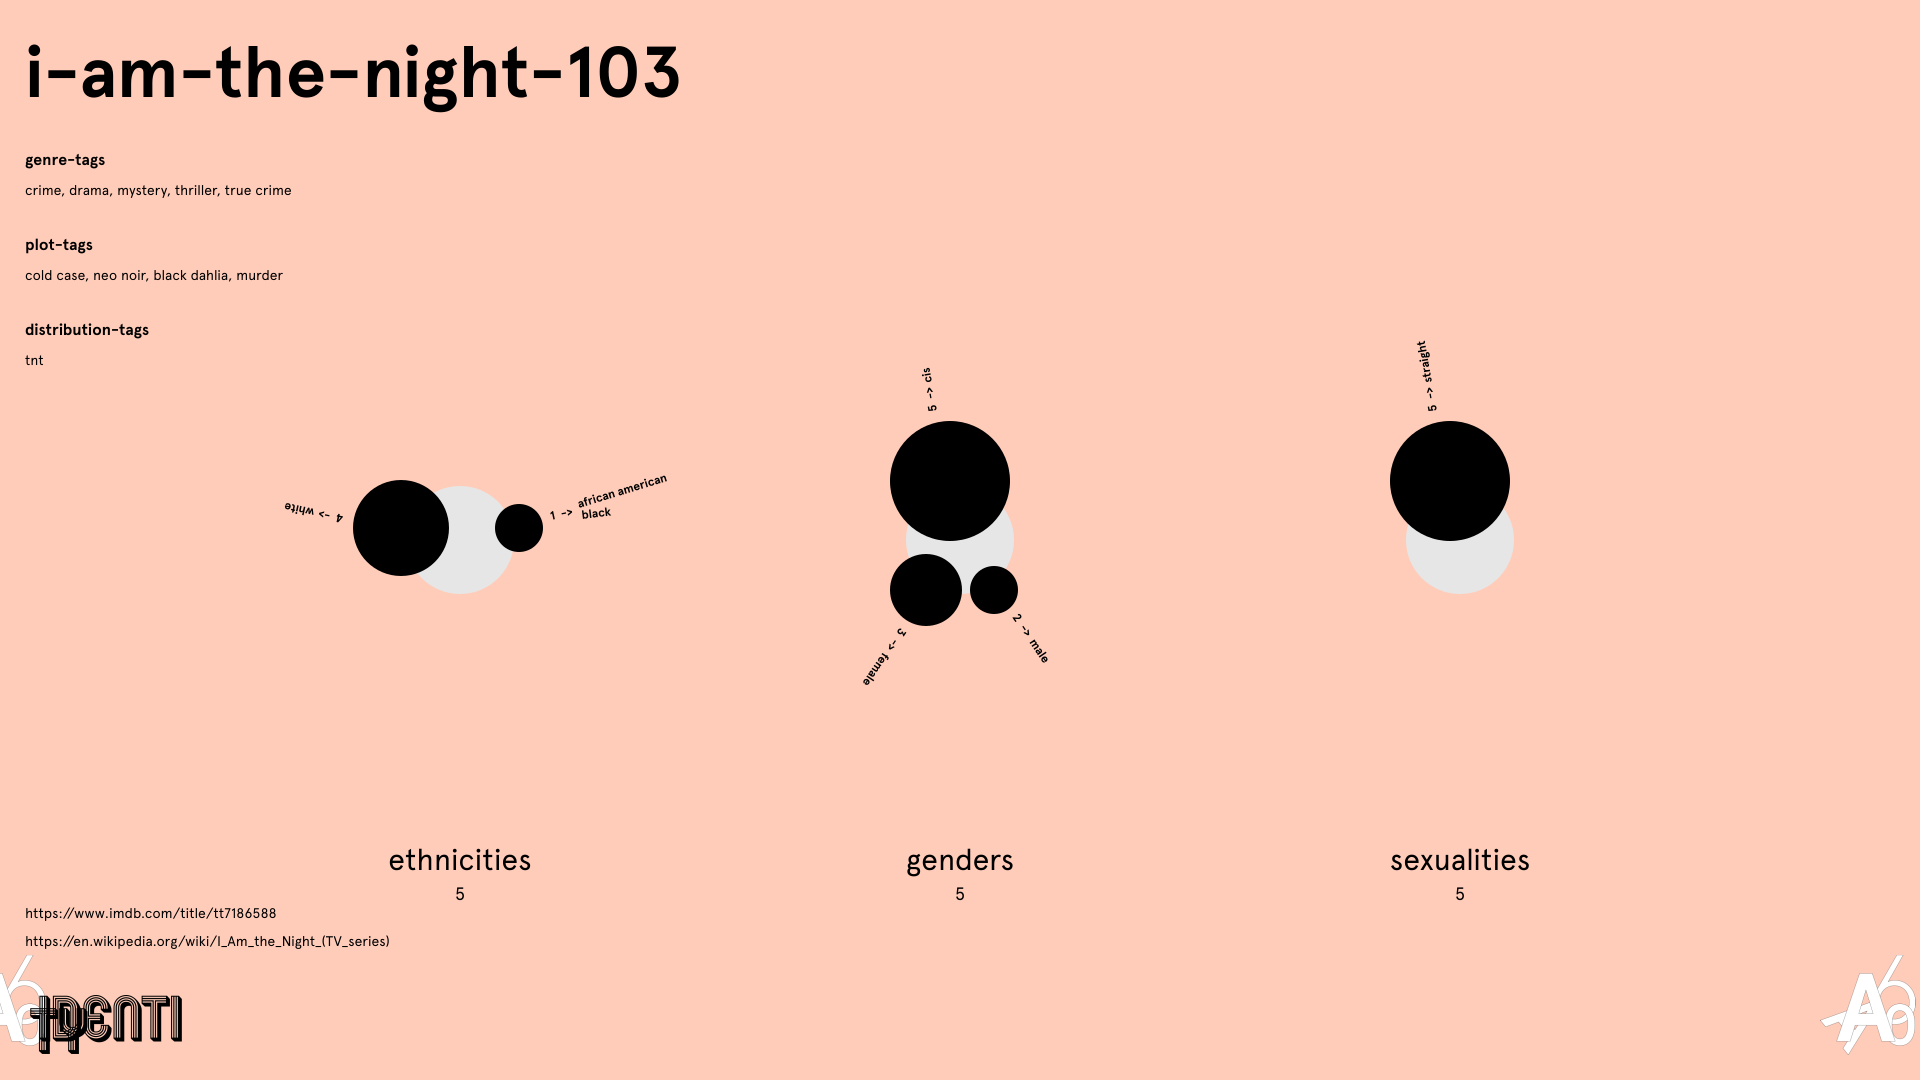 i-am-the-night-103
genre-tags
crime, drama, mystery, thriller, true crime
plot-tags
cold case, neo noir, black dahlia, murder
distribution-tags
tnt
4 -> white
1 -> african american
black
5 -> cis
3 -> female
2 -> male
5 -> straight
ethnicities
5
genders
5
sexualities
5
https://www.imdb.com/title/tt7186588
https://en.wikipedia.org/wiki/I_Am_the_Night_(TV_series)
IDENTI